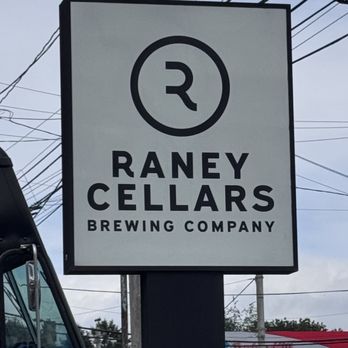 R
RANEY
CELLARS
BREWING COMPANY